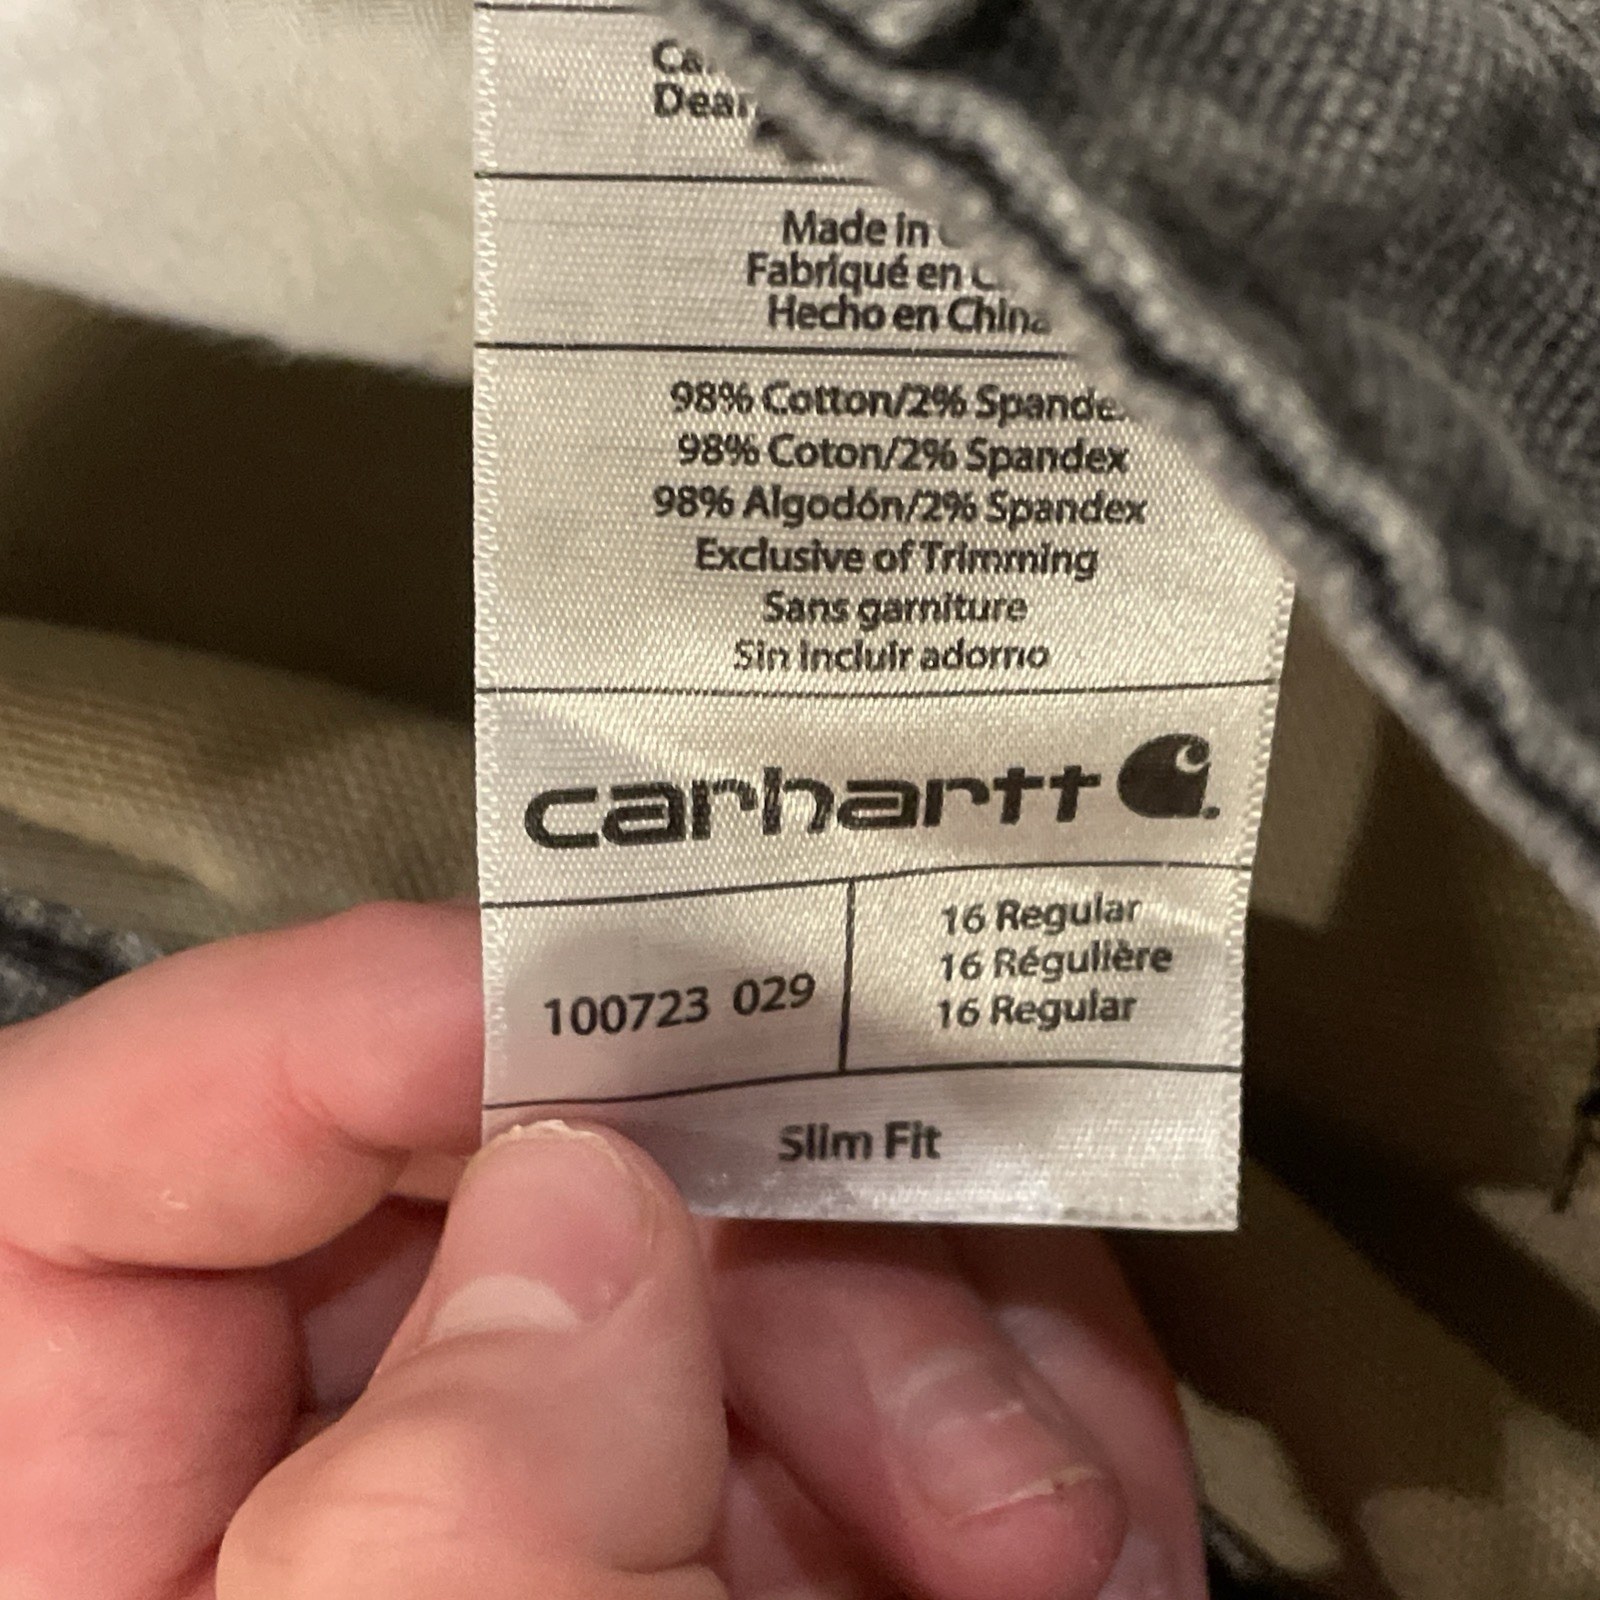 Made in
Fabriqué en
Hecho en China
98% Cotton/2% Spandex
98% Coton/2% Spandex
98% Algodón/2% Spandex
Exclusive of Trimming
Sans garniture
Sin incluir adorno
carhartt
100723 029
16 Regular
16 Régulière
16 Regular
Slim Fit